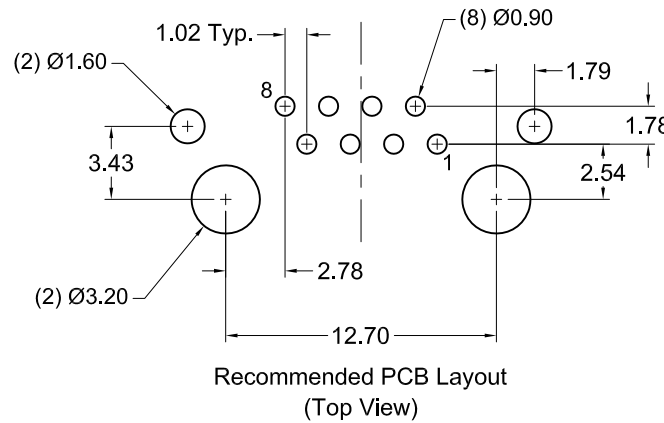 1.02 Typ.
(8) Ø0.90
(2) Ø1.60
8
1.79
1.78
3.43
1
2.54
2.78
(2) Ø3.20
12.70
Recommended PCB Layout
(Top View)